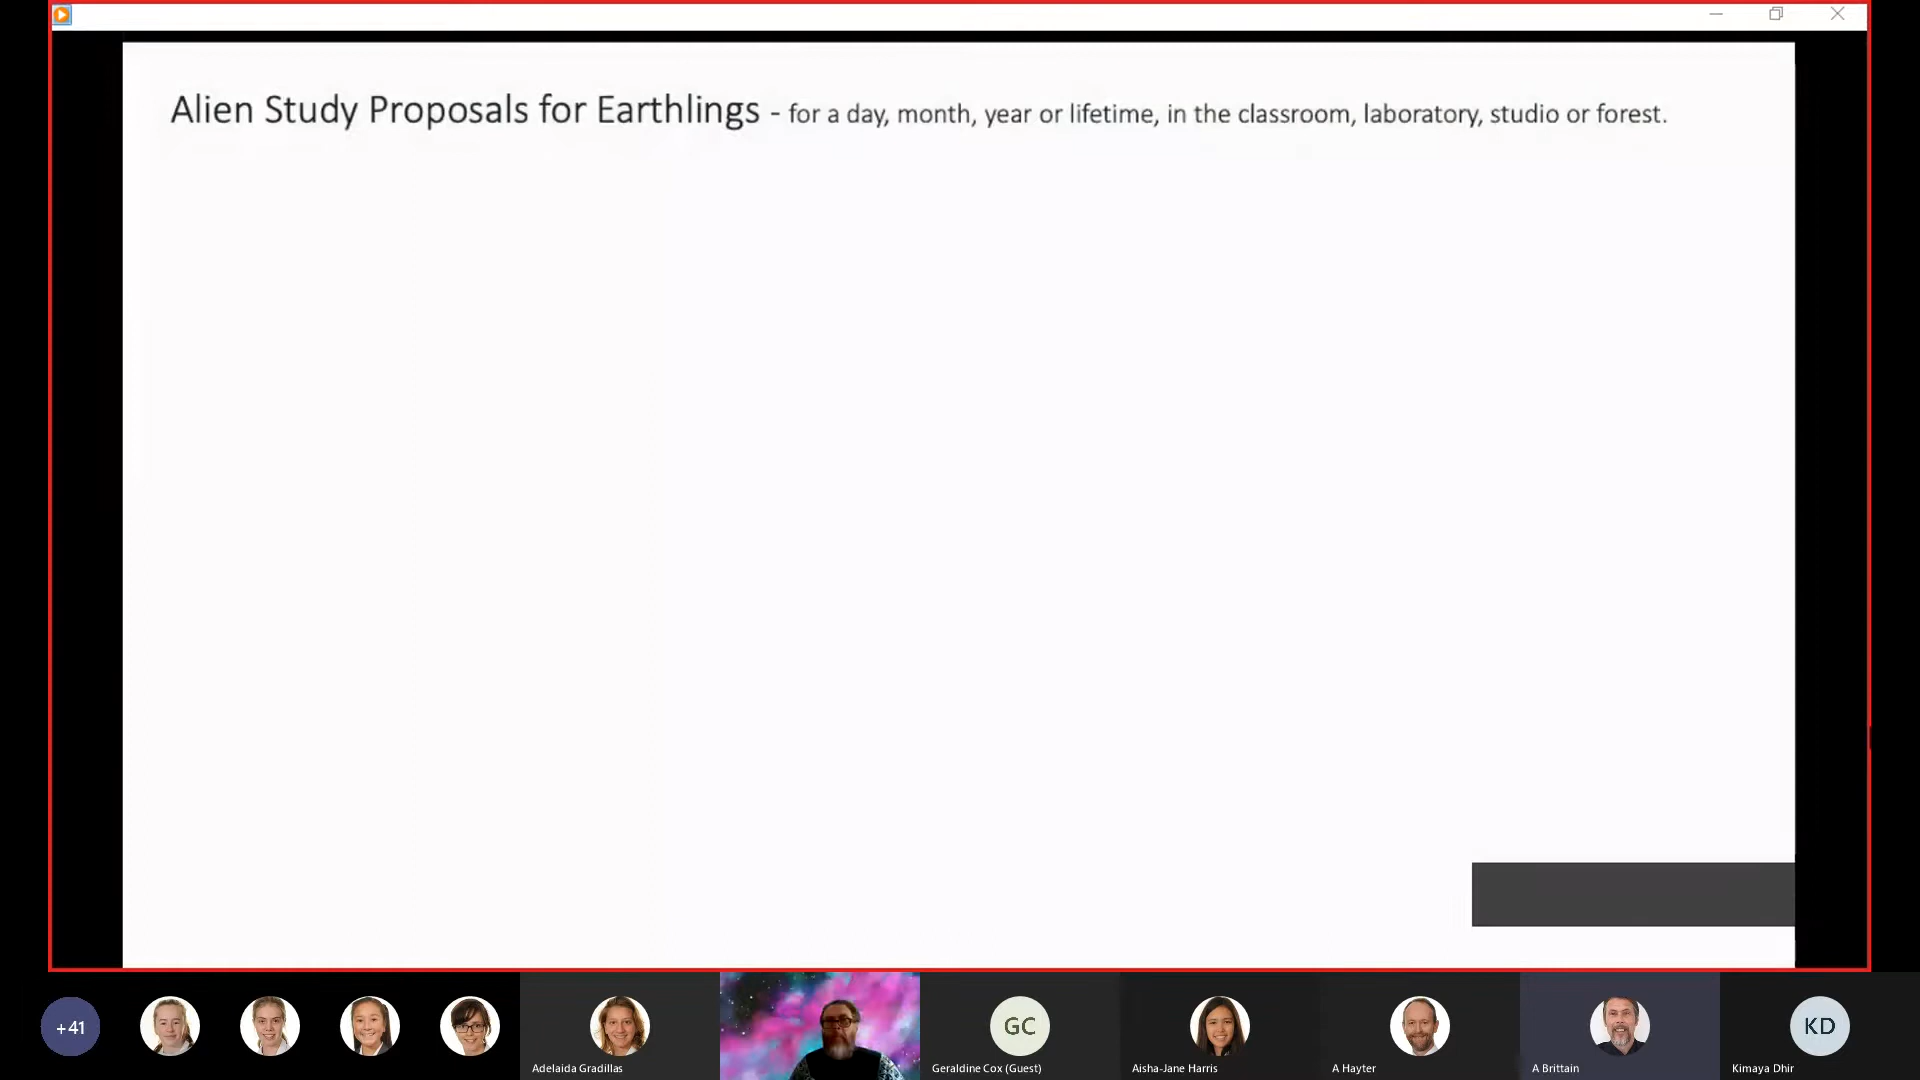 Alien Study Proposals for Earthlings - for a day, month, year or lifetime, in the classroom, laboratory, studio or forest.
+41
Adelaida Gradillas
GC
Geraldine Cox (Guest)
Aisha-Jane Harris
A Hayter
A Brittain
KD
Kimaya Dhir